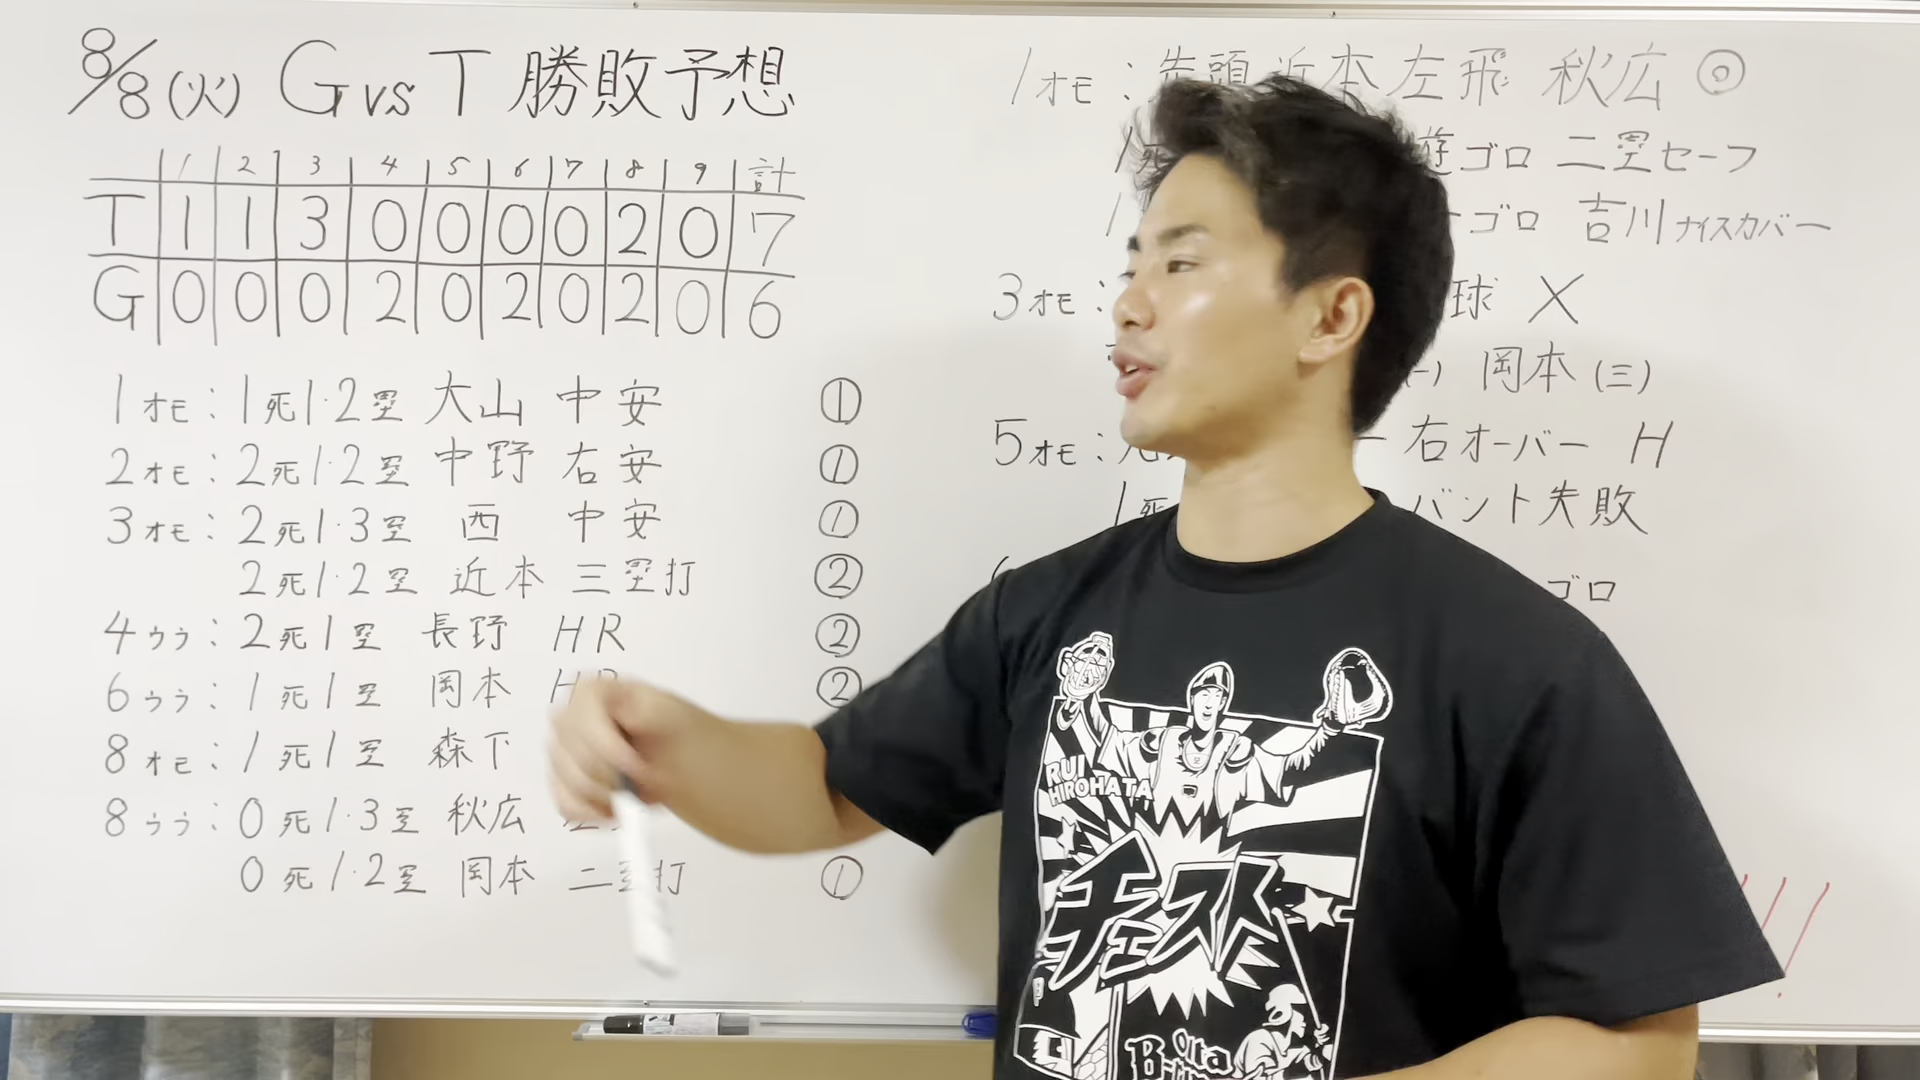 8/8(火) G vs T 勝敗予想
1 2 3 4 5 6 7 8 9 計
T 1 1 3 0 0 0 0 2 0 7
G 0 0 0 2 0 2 0 2 0 6
1オモ:1死1・2塁 大山 中安 ①
2オモ:2死1・2塁 中野 右安 ①
3オモ:2死1・3塁 西 中安 ①
2死1・2塁 近本 三塁打 ②
4ウラ:2死1塁 長野 HR ②
6ウラ:1死1塁 岡本 HR ②
8オモ:1死1塁 森下
8ウラ:0死1・3塁 秋広
0死1・2塁 岡本 二塁打 ①
1オモ:先頭 近本 左飛 秋広 ◎
1死 遊ゴロ 二塁セーフ
ゴロ 吉川 ナイスカバー
3オモ: 球 ×
岡本(三)
5オモ: 右オーバー H
1死 バント失敗
ゴロ
RUI
HIROHATA
チェスト